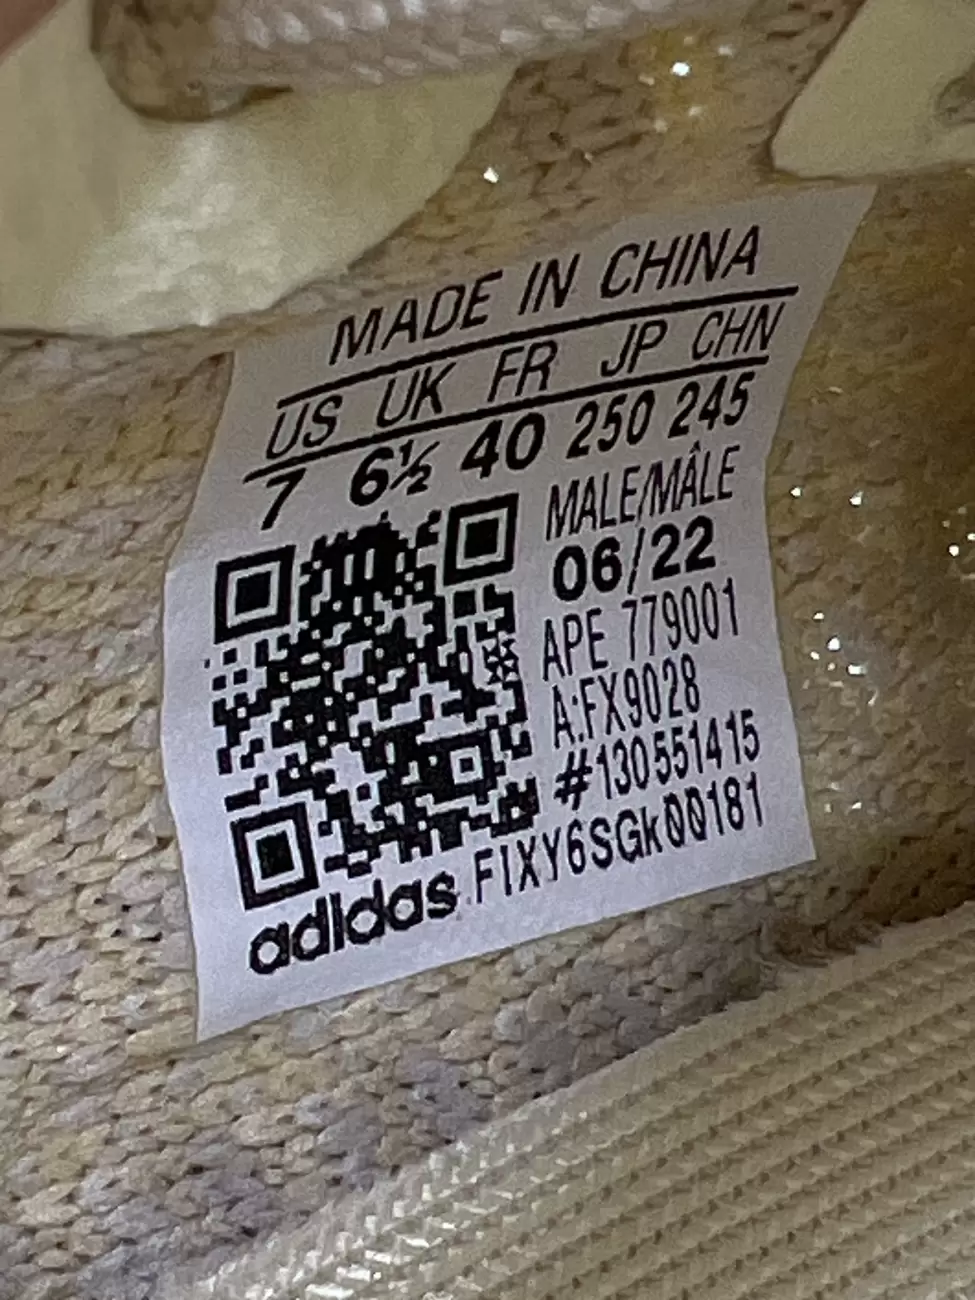 MADE IN CHINA
US UK FR JP CHN
7 6½ 40 250 245
MALE/MÂLE
06/22
APE 779001
A:FX9028
#130551415
adidas FIXY6SGk00181